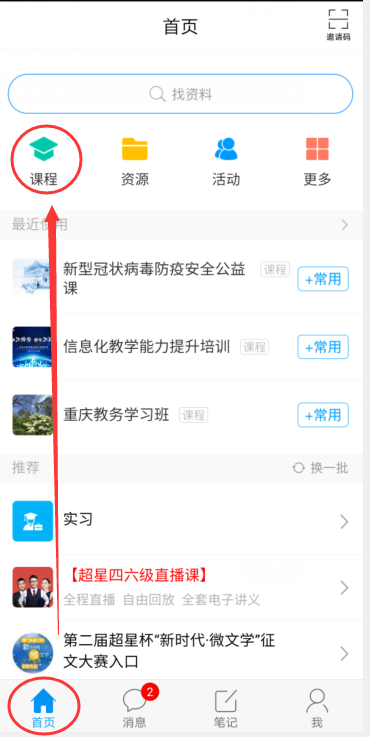 首页
邀请码
找资料
课程 资源 活动 更多
最近使用
新型冠状病毒防疫安全公益 课程
课
+常用
信息化教学能力提升培训 课程
+常用
重庆教务学习班 课程
+常用
推荐 换一批
实习
【超星四六级直播课】
全程直播 自由回放 全套电子讲义
第二届超星杯“新时代·微文学”征
文大赛入口
2
首页 消息 笔记 我